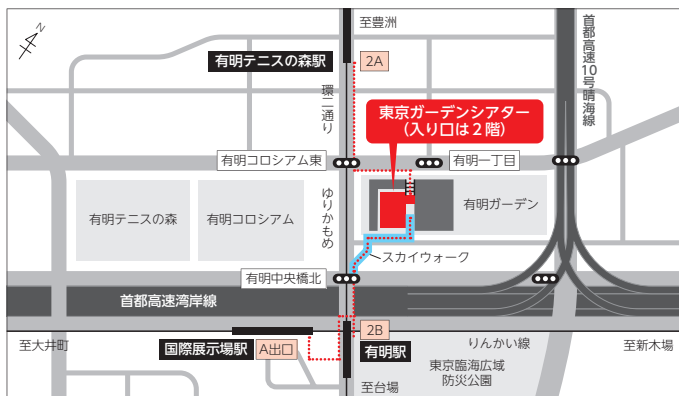 N
至豊洲
有明テニスの森駅
2A
首都高速10号晴海線
環二通り
東京ガーデンシアター
(入り口は2階)
有明コロシアム東
有明一丁目
有明テニスの森
有明コロシアム
ゆりかもめ
有明ガーデン
スカイウォーク
有明中央橋北
首都高速湾岸線
2B
至大井町
国際展示場駅
A出口
有明駅
りんかい線
至新木場
東京臨海広域
防災公園
至台場